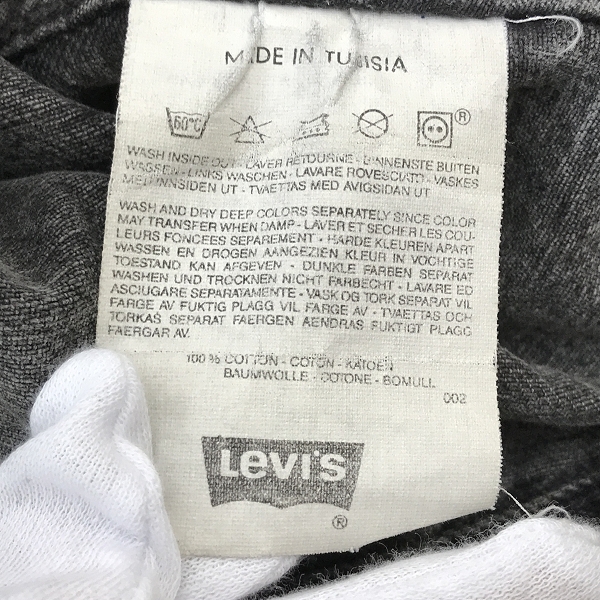 MADE IN TUNISIA
60°C ®
WASH INSIDE OUT - LAVER RETOURNE - BINNENSTE BUITEN
WASSEN - LINKS WASCHEN - LAVARE ROVESCIATO - VASKES
MED INNSIDEN UT - TVAETTAS MED AVIGSIDAN UT
WASH AND DRY DEEP COLORS SEPARATELY SINCE COLOR
MAY TRANSFER WHEN DAMP - LAVER ET SECHER LES COU-
LEURS FONCEES SEPAREMENT - HARDE KLEUREN APART
WASSEN EN DROGEN AANGEZIEN KLEUR IN VOCHTIGE
TOESTAND KAN AFGEVEN - DUNKLE FARBEN SEPARAT
WASHEN UND TROCKNEN NICHT FARBECHT - LAVARE ED
ASCIUGARE SEPARATAMENTE - VASK OG TORK SEPARAT VIL
FARGE AV FUKTIG PLAGG VIL FARGE AV - TVAETTAS OCH
TORKAS SEPARAT FAERGEN AENDRAS FUKTIGT PLAGG
FAERGAR AV.
100 % COTTON - COTON - KATOEN
BAUMWOLLE - COTONE - BOMULL
002
Levi's
®